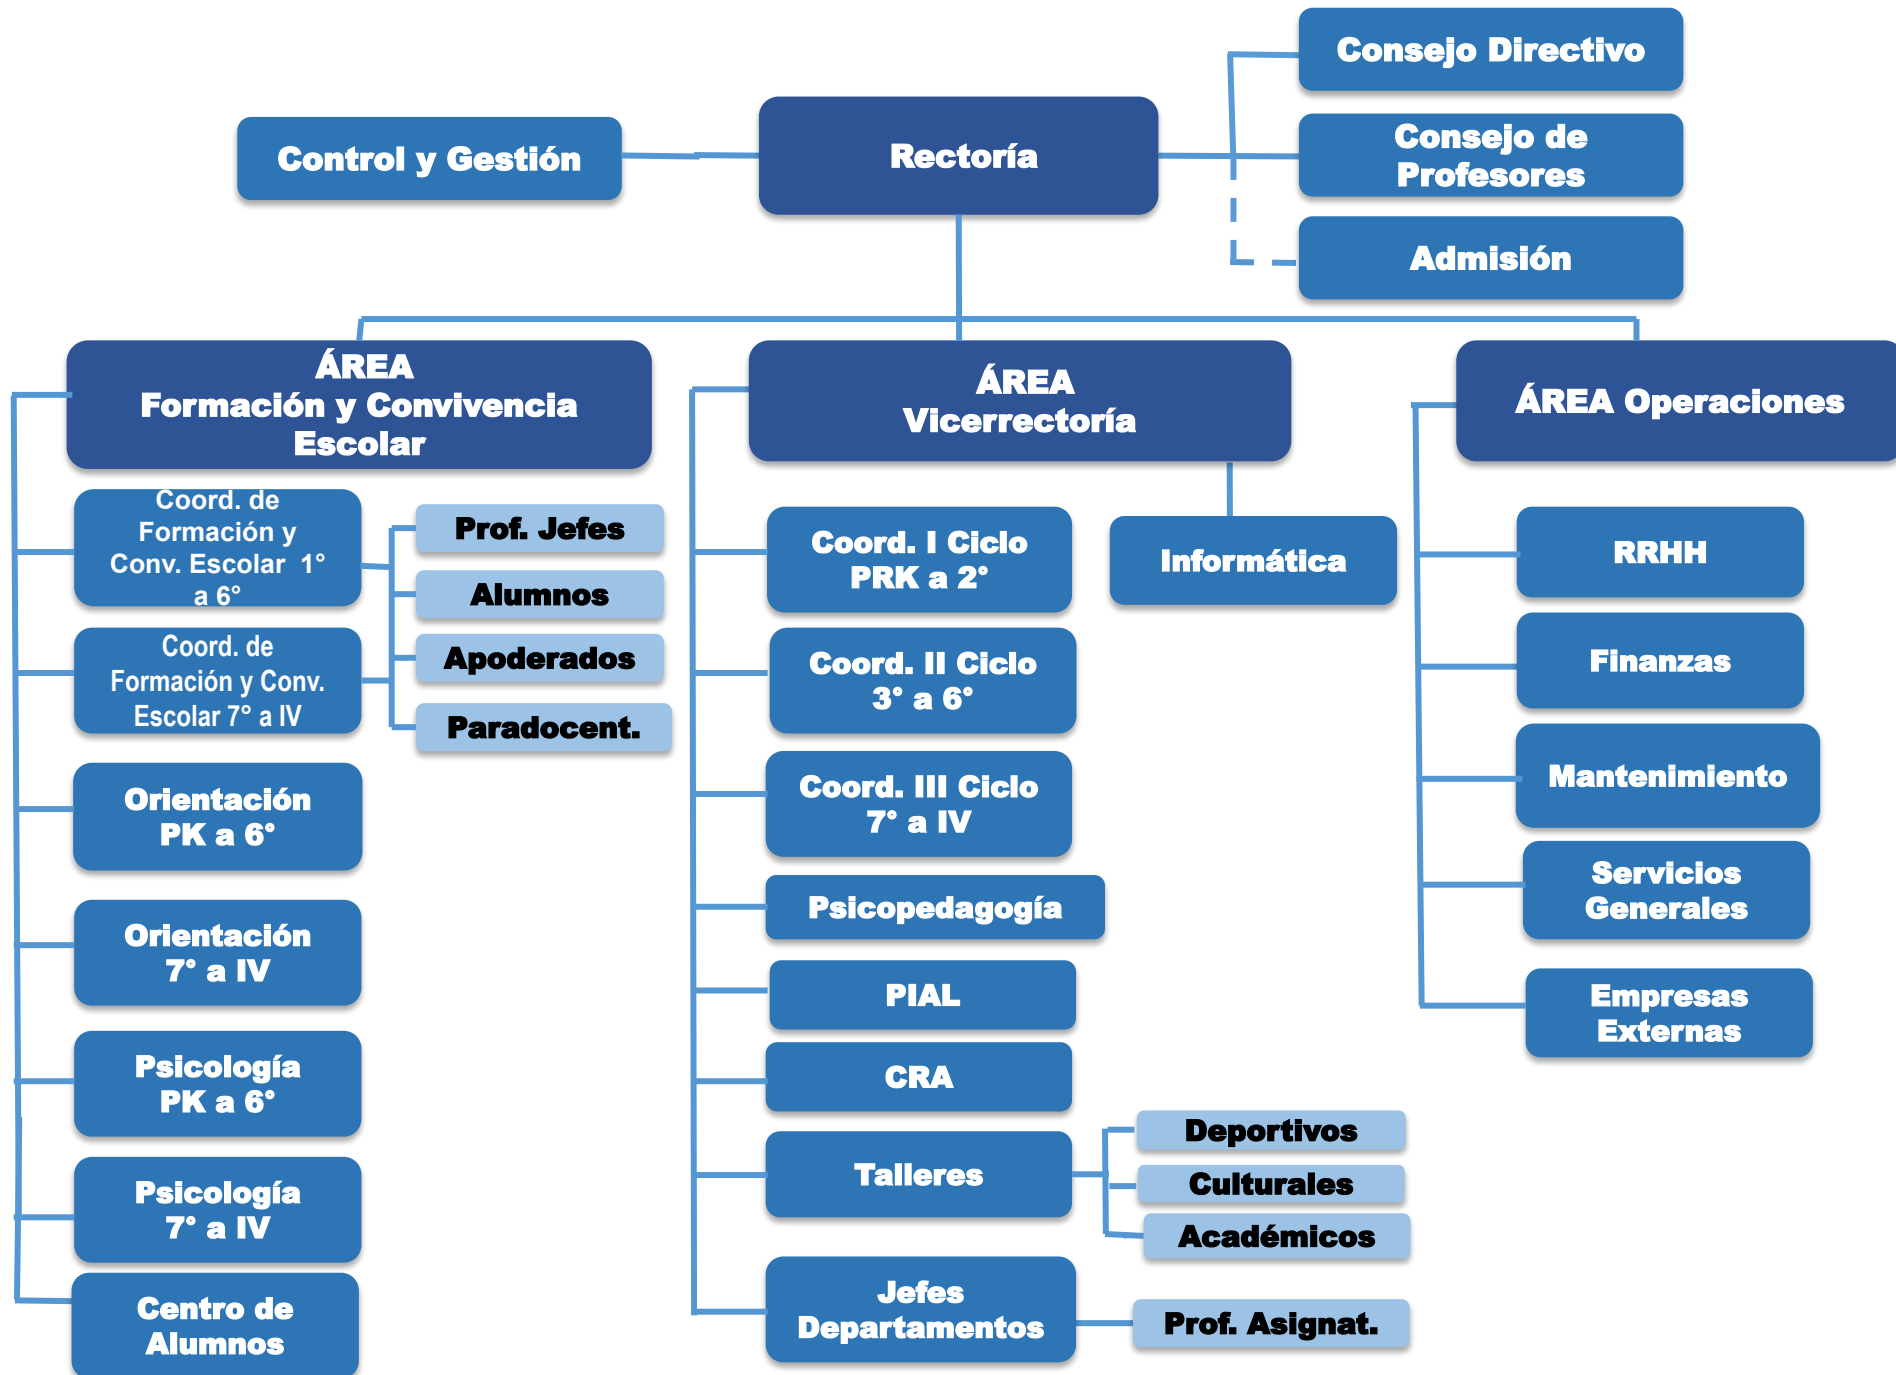 Consejo Directivo
Control y Gestión
Rectoría
Consejo de
Profesores
Admisión
ÁREA
Formación y Convivencia
Escolar
ÁREA
Vicerrectoría
ÁREA Operaciones
Coord. de
Formación y
Conv. Escolar 1°
a 6°
Prof. Jefes
Alumnos
Coord. de
Formación y Conv.
Escolar 7° a IV
Apoderados
Paradocent.
Orientación
PK a 6°
Orientación
7° a IV
Psicología
PK a 6°
Psicología
7° a IV
Centro de
Alumnos
Coord. I Ciclo
PRK a 2°
Informática
Coord. II Ciclo
3° a 6°
Coord. III Ciclo
7° a IV
Psicopedagogía
PIAL
CRA
Talleres
Deportivos
Culturales
Académicos
Jefes
Departamentos
Prof. Asignat.
RRHH
Finanzas
Mantenimiento
Servicios
Generales
Empresas
Externas